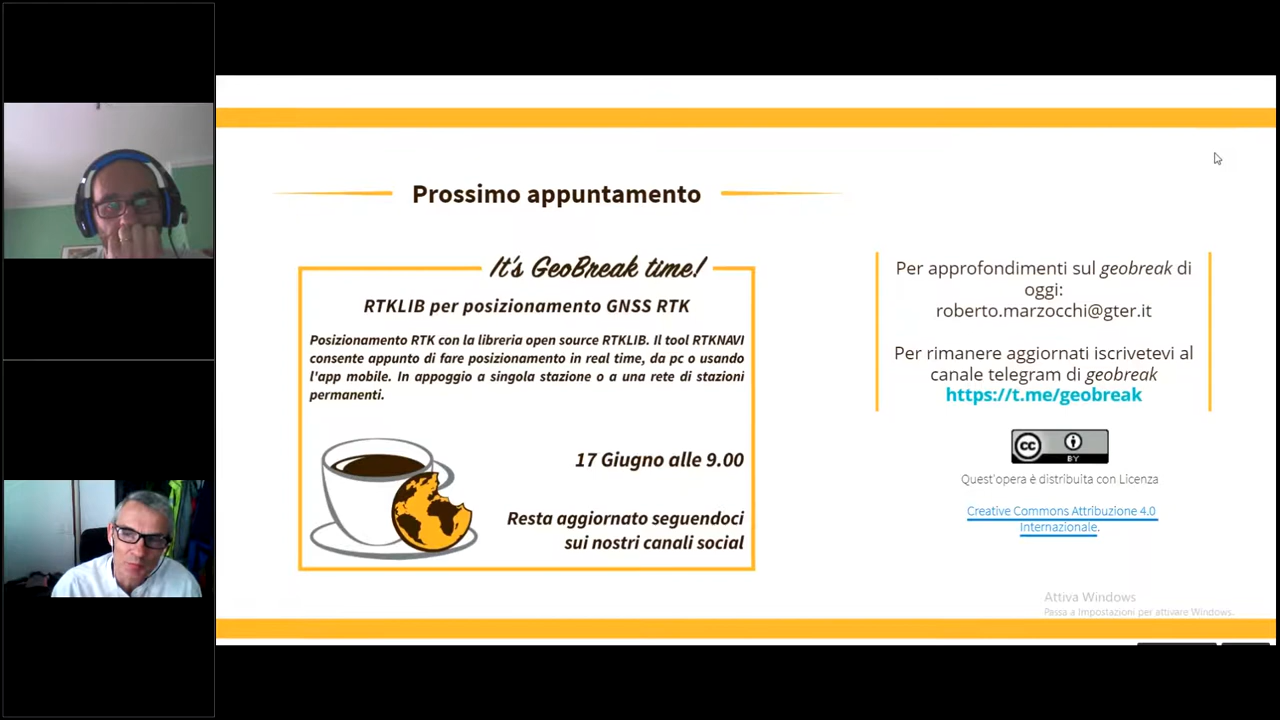 Prossimo appuntamento
It's GeoBreak time!
RTKLIB per posizionamento GNSS RTK
Posizionamento RTK con la libreria open source RTKLIB. Il tool RTKNAVI
consente appunto di fare posizionamento in real time, da pc o usando
l'app mobile. In appoggio a singola stazione o a una rete di stazioni
permanenti.
17 Giugno alle 9.00
Resta aggiornato seguendoci
sui nostri canali social
Per approfondimenti sul geobreak di
oggi:
roberto.marzocchi@gter.it
Per rimanere aggiornati iscrivetevi al
canale telegram di geobreak
https://t.me/geobreak
cc
BY
Quest'opera è distribuita con Licenza
Creative Commons Attribuzione 4.0
Internazionale.
Attiva Windows
Passa a Impostazioni per attivare Windows.